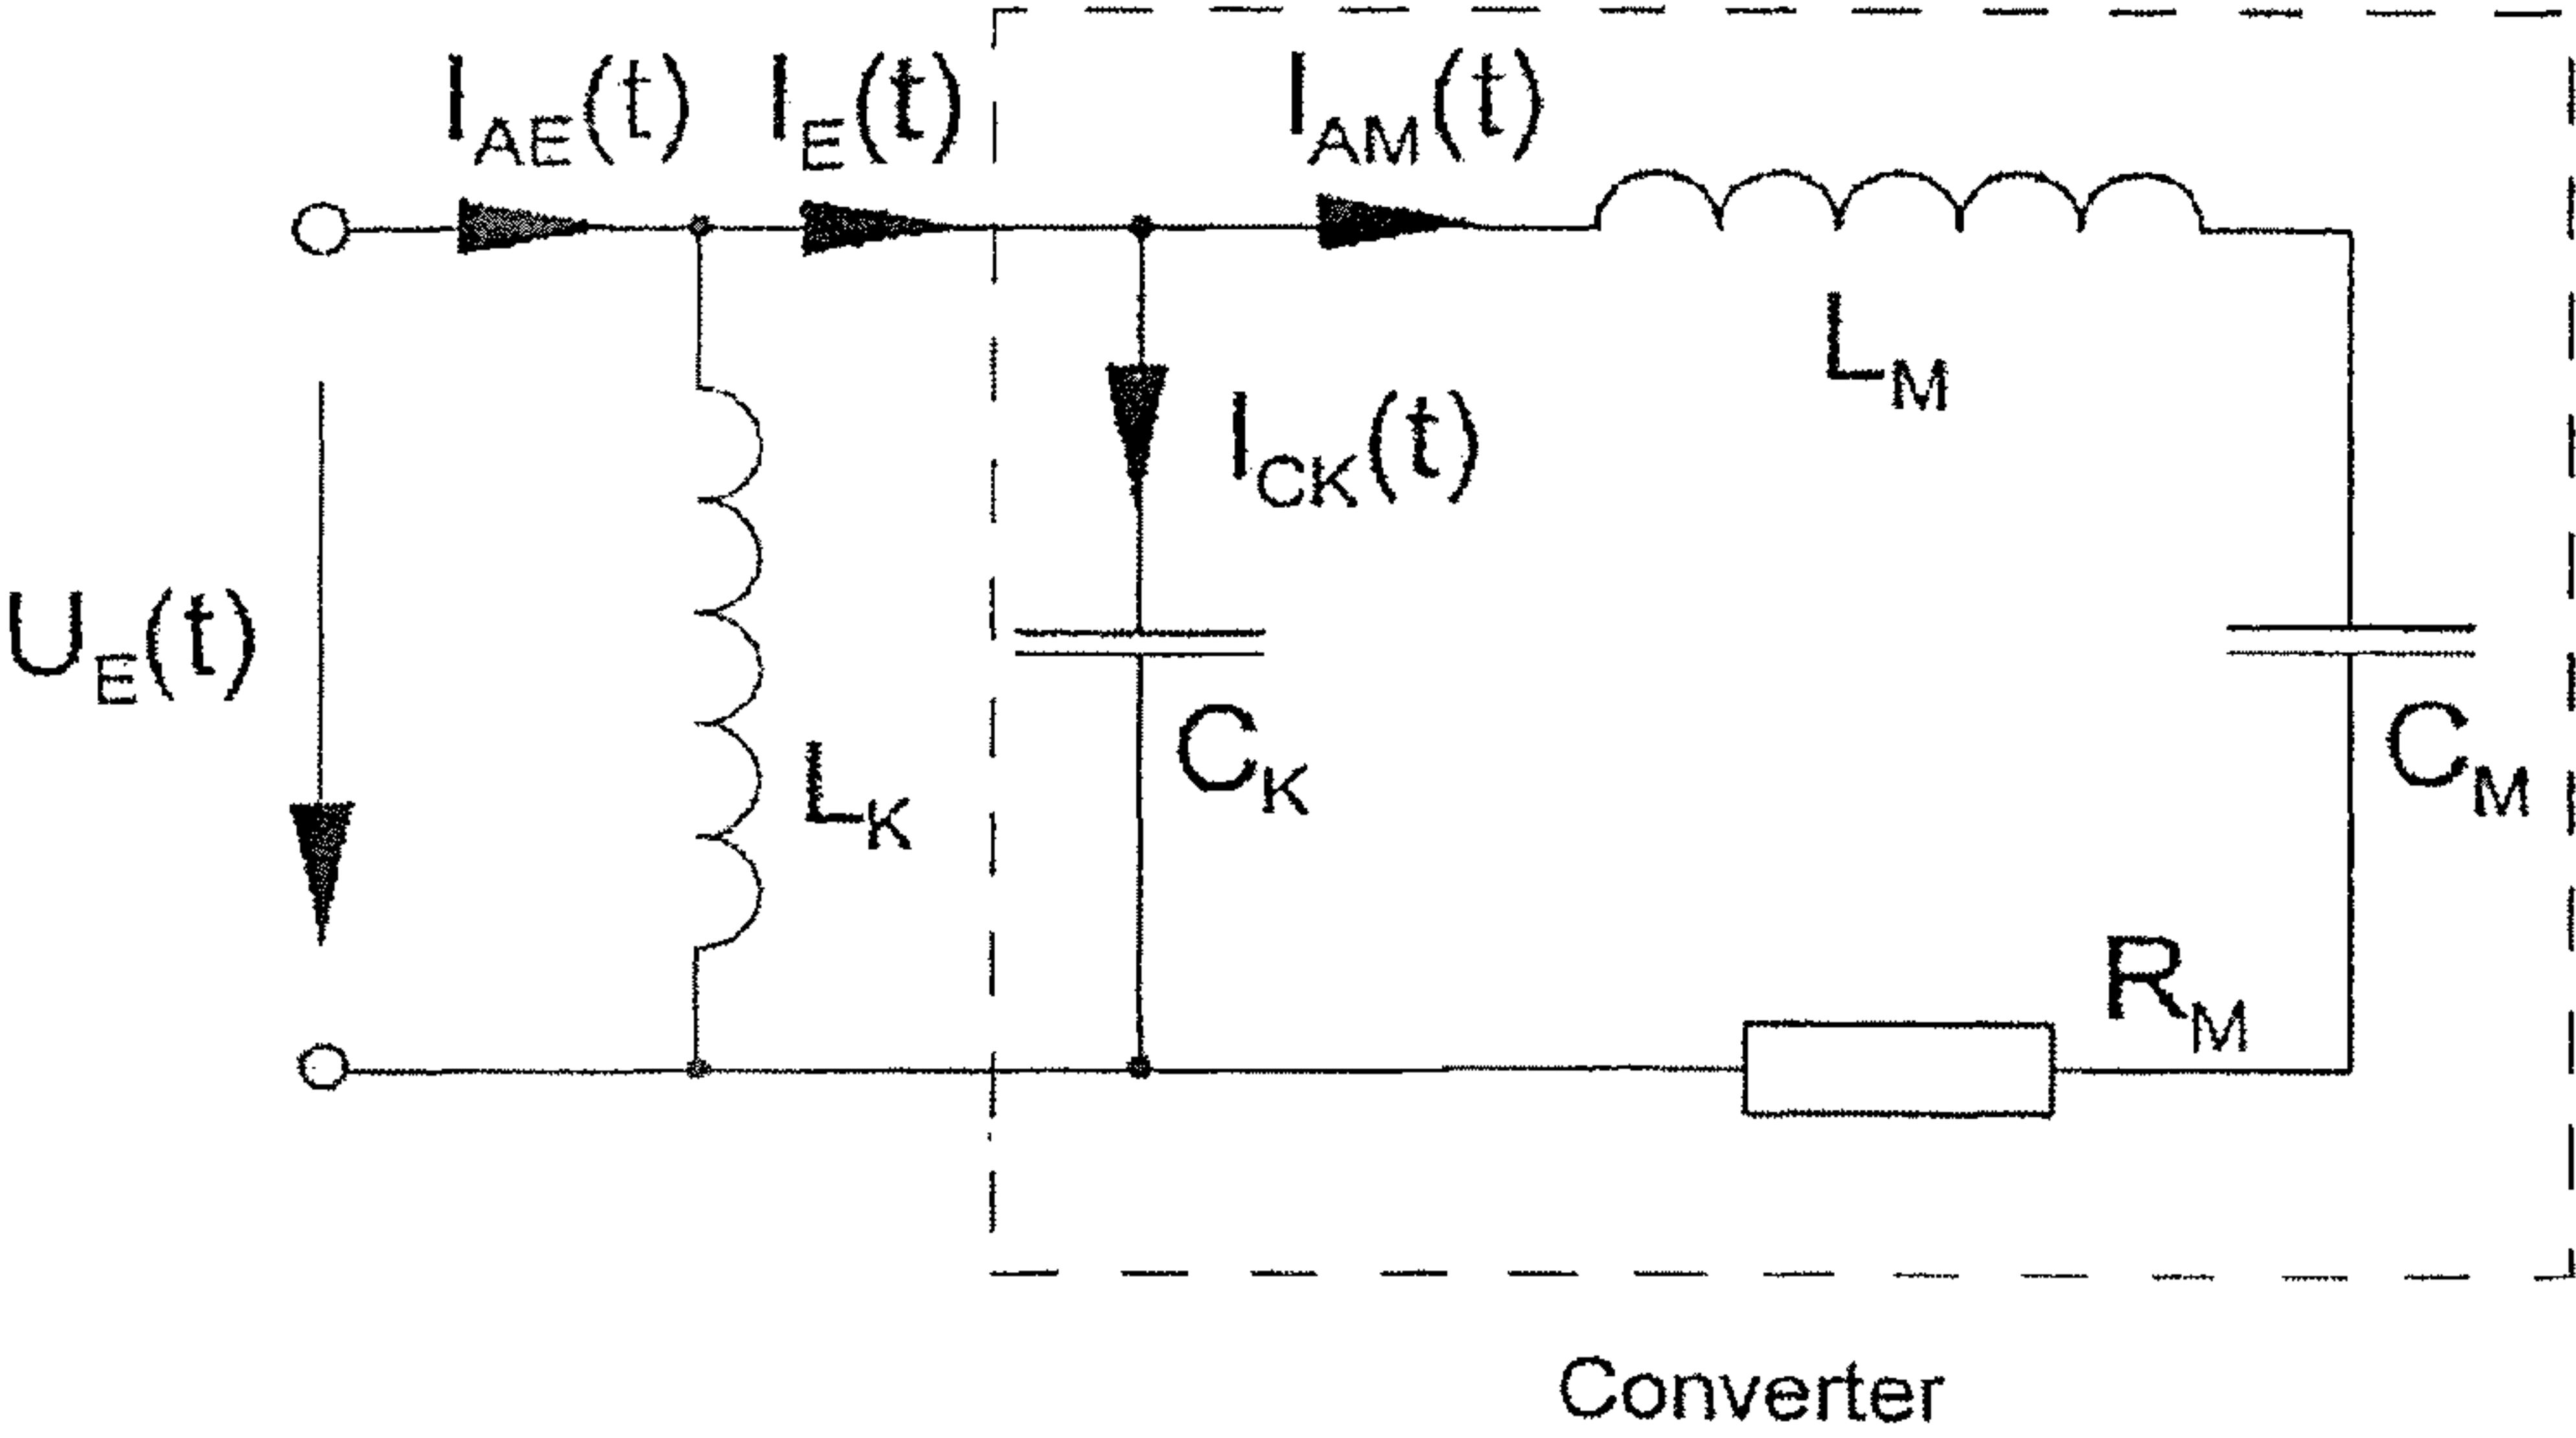 I_AE(t) I_E(t) I_AM(t)
L_M
I_CK(t)
U_E(t)
C_K
C_M
L_K
R_M
Converter